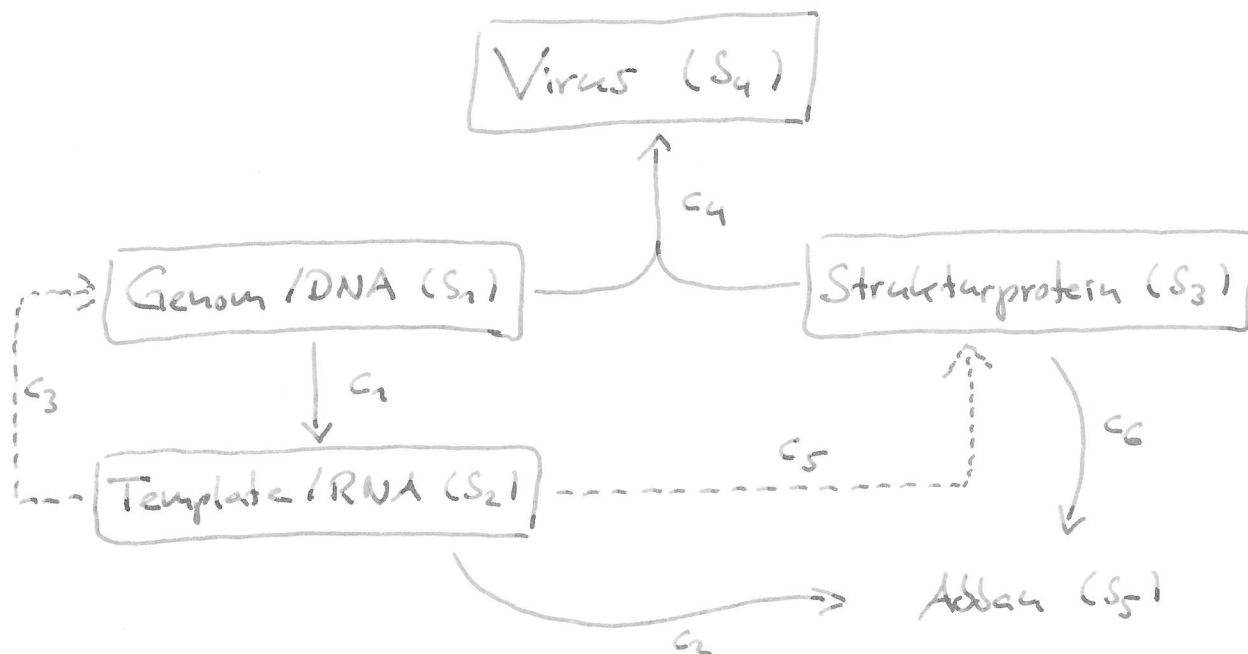 Virus (S₄)
c₄
Genom / DNA (S₁)
Strukturprotein (S₃)
c₃
c₁
c₆
c₅
Template / RNA (S₂)
Abbau (S₅)
c₂